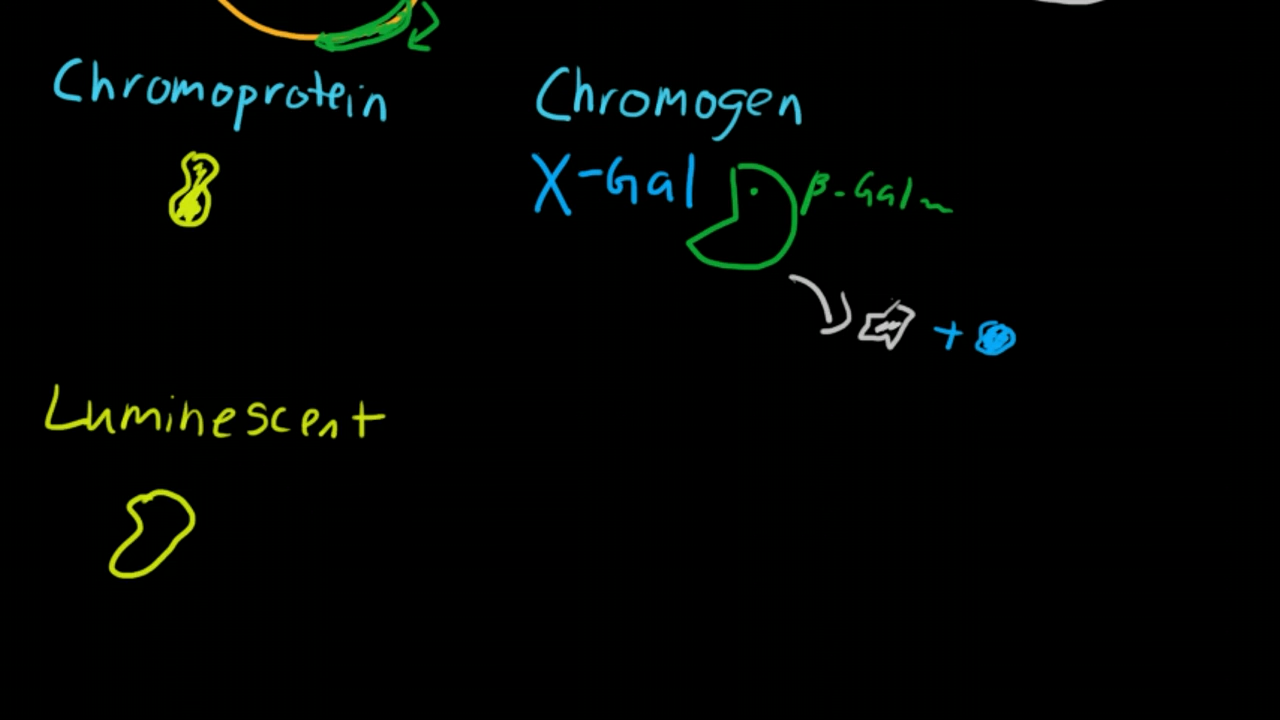 Chromoprotein
Chromogen
X-Gal
β-Gal
+
Luminescent